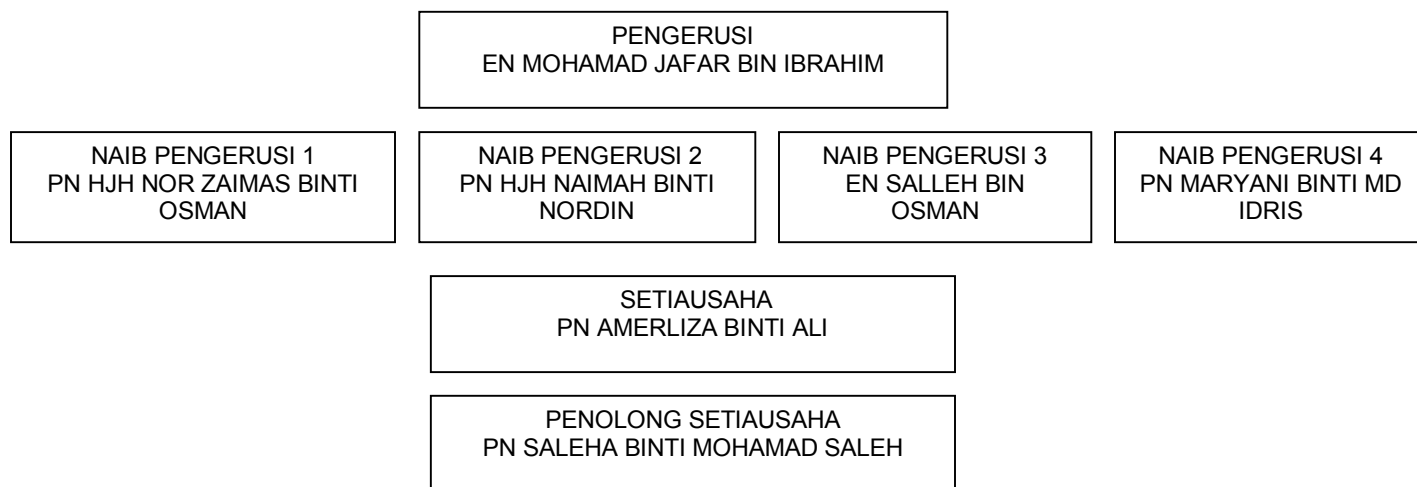 PENGERUSI
EN MOHAMAD JAFAR BIN IBRAHIM
NAIB PENGERUSI 1
PN HJH NOR ZAIMAS BINTI
OSMAN
NAIB PENGERUSI 2
PN HJH NAIMAH BINTI
NORDIN
NAIB PENGERUSI 3
EN SALLEH BIN
OSMAN
NAIB PENGERUSI 4
PN MARYANI BINTI MD
IDRIS
SETIAUSAHA
PN AMERLIZA BINTI ALI
PENOLONG SETIAUSAHA
PN SALEHA BINTI MOHAMAD SALEH